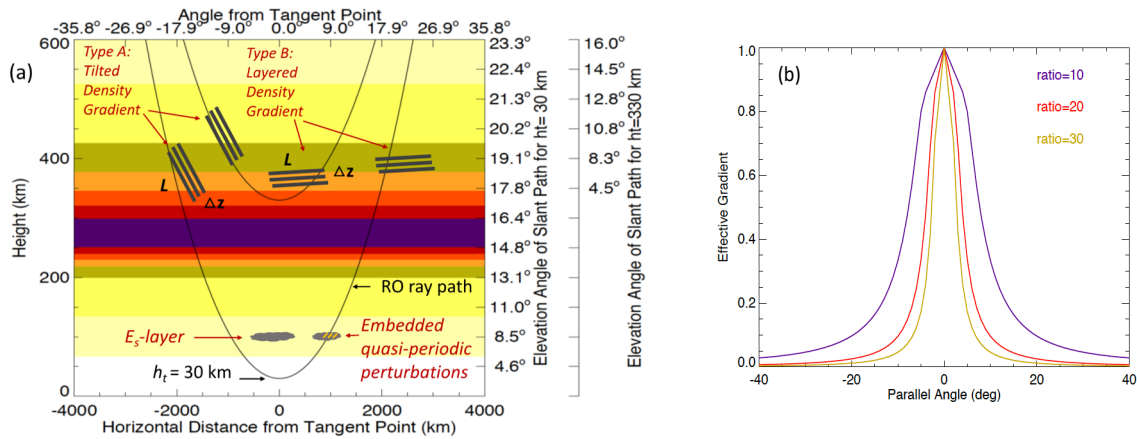 Angle from Tangent Point
-35.8° -26.9° -17.9° -9.0° 0.0° 9.0° 17.9° 26.9° 35.8°
(a)
Type A:
Tilted
Density
Gradient
Type B:
Layered
Density
Gradient
L
Δz
L
Δz
RO ray path
Es-layer
Embedded
quasi-periodic
perturbations
ht = 30 km
Height (km)
600
400
200
0
-4000 -2000 0 2000 4000
Horizontal Distance from Tangent Point (km)
23.3°
22.4°
21.3°
20.2°
19.1°
17.8°
16.4°
14.8°
13.1°
11.0°
8.5°
4.6°
Elevation Angle of Slant Path for ht= 30 km
16.0°
14.5°
12.8°
10.8°
8.3°
4.5°
Elevation Angle of Slant Path for ht=330 km
(b)
ratio=10
ratio=20
ratio=30
Effective Gradient
1.0
0.8
0.6
0.4
0.2
0.0
-40 -20 0 20 40
Parallel Angle (deg)